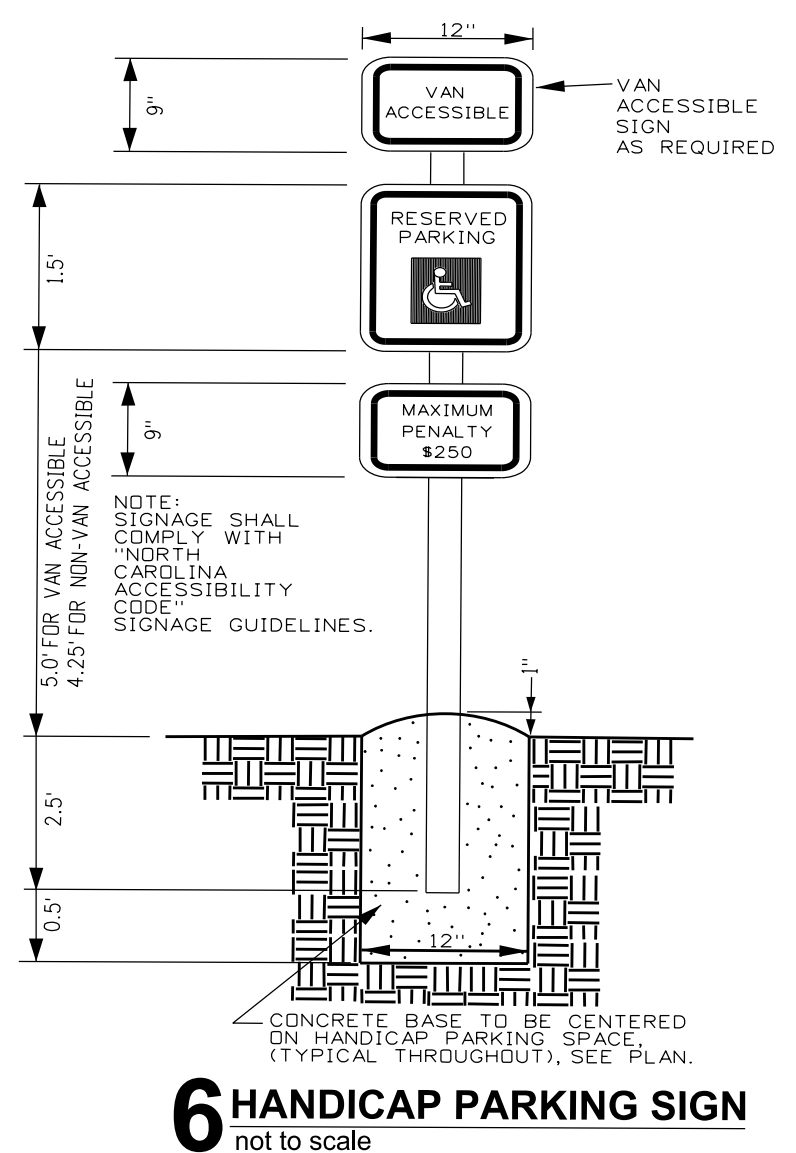 12"
9"
VAN
ACCESSIBLE
VAN
ACCESSIBLE
SIGN
AS REQUIRED
1.5'
RESERVED
PARKING
9"
MAXIMUM
PENALTY
$250
5.0' FOR VAN ACCESSIBLE
4.25' FOR NON-VAN ACCESSIBLE
NOTE:
SIGNAGE SHALL
COMPLY WITH
"NORTH
CAROLINA
ACCESSIBILITY
CODE"
SIGNAGE GUIDELINES.
1"
2.5'
0.5'
12"
CONCRETE BASE TO BE CENTERED
ON HANDICAP PARKING SPACE,
(TYPICAL THROUGHOUT), SEE PLAN.
6 HANDICAP PARKING SIGN
not to scale